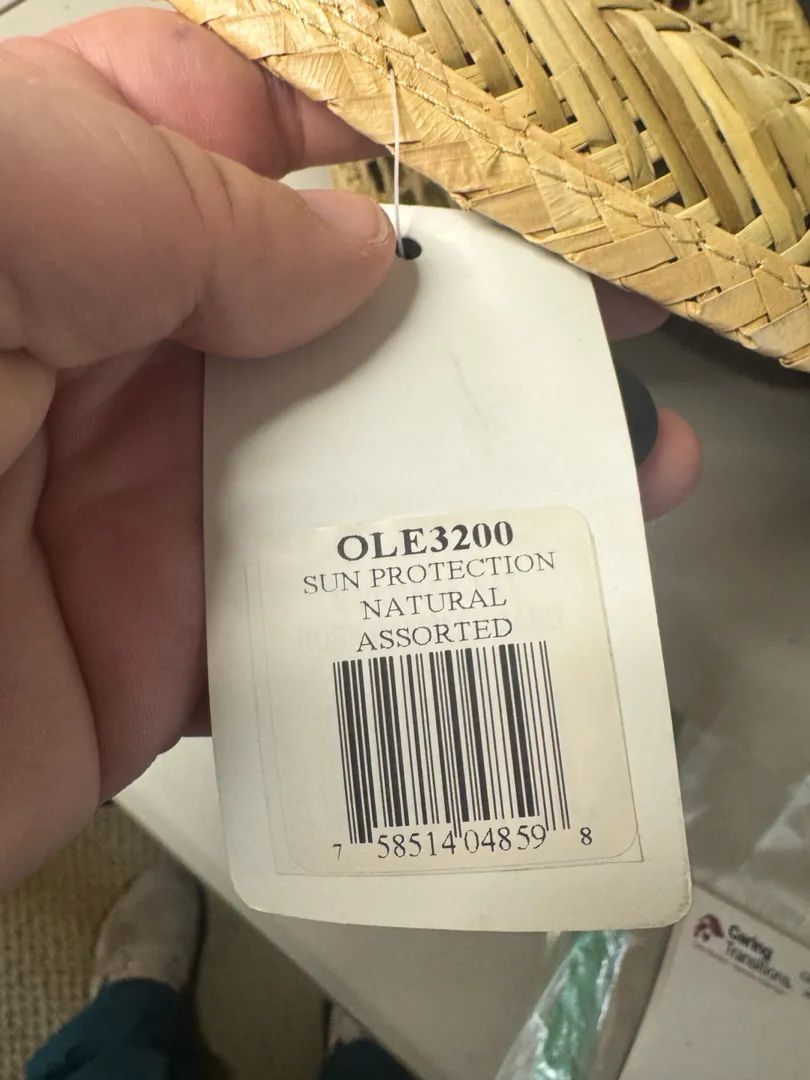 OLE3200
SUN PROTECTION
NATURAL
ASSORTED
7 58514 04859 8
Caring
Transitions